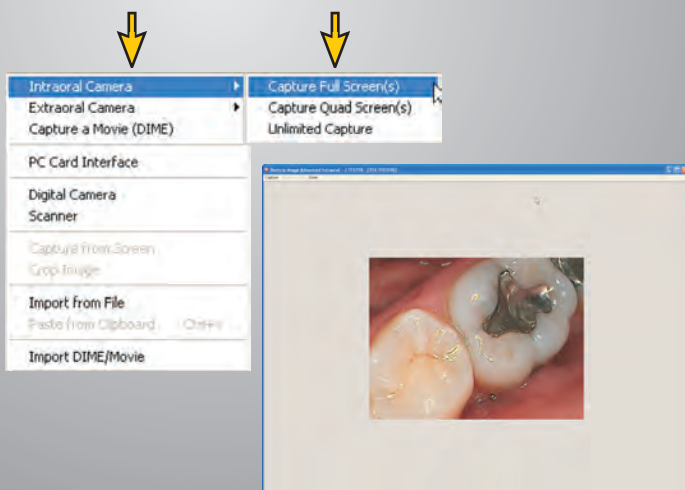 Intraoral Camera
Extraoral Camera
Capture a Movie (DIME)
PC Card Interface
Digital Camera
Scanner
Capture from Screen
Crop Image
Import from File
Paste from Clipboard
Import DIME/Movie
Capture Full Screen(s)
Capture Quad Screen(s)
Unlimited Capture